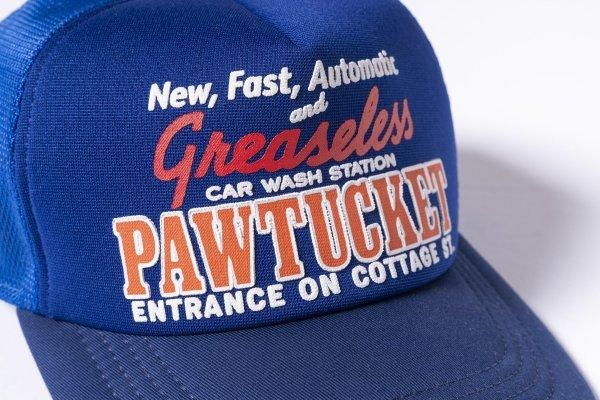 New, Fast, Automatic
and
Greaseless
CAR WASH STATION
PAWTUCKET
ENTRANCE ON COTTAGE ST.